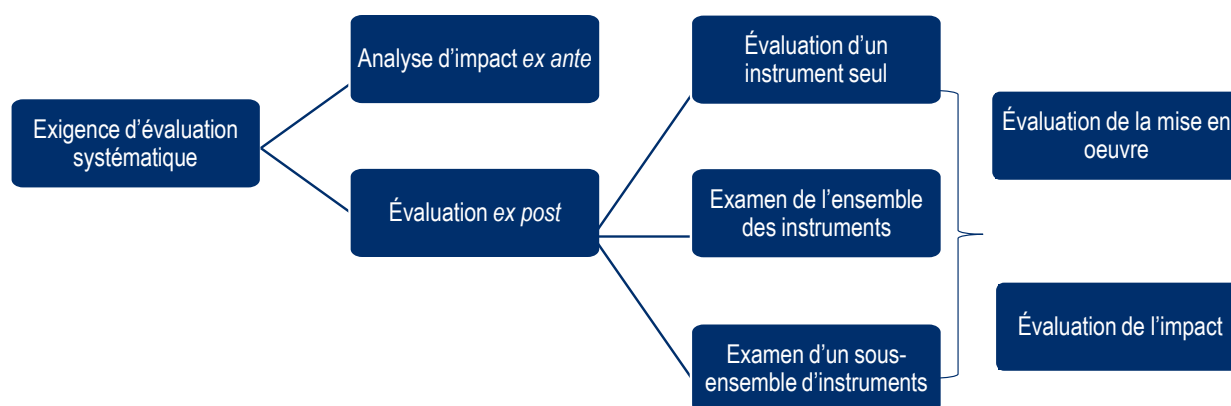 Exigence d'évaluation
systématique
Analyse d'impact ex ante
Évaluation ex post
Évaluation d'un
instrument seul
Examen de l'ensemble
des instruments
Examen d'un sous-
ensemble d'instruments
Évaluation de la mise en
oeuvre
Évaluation de l'impact